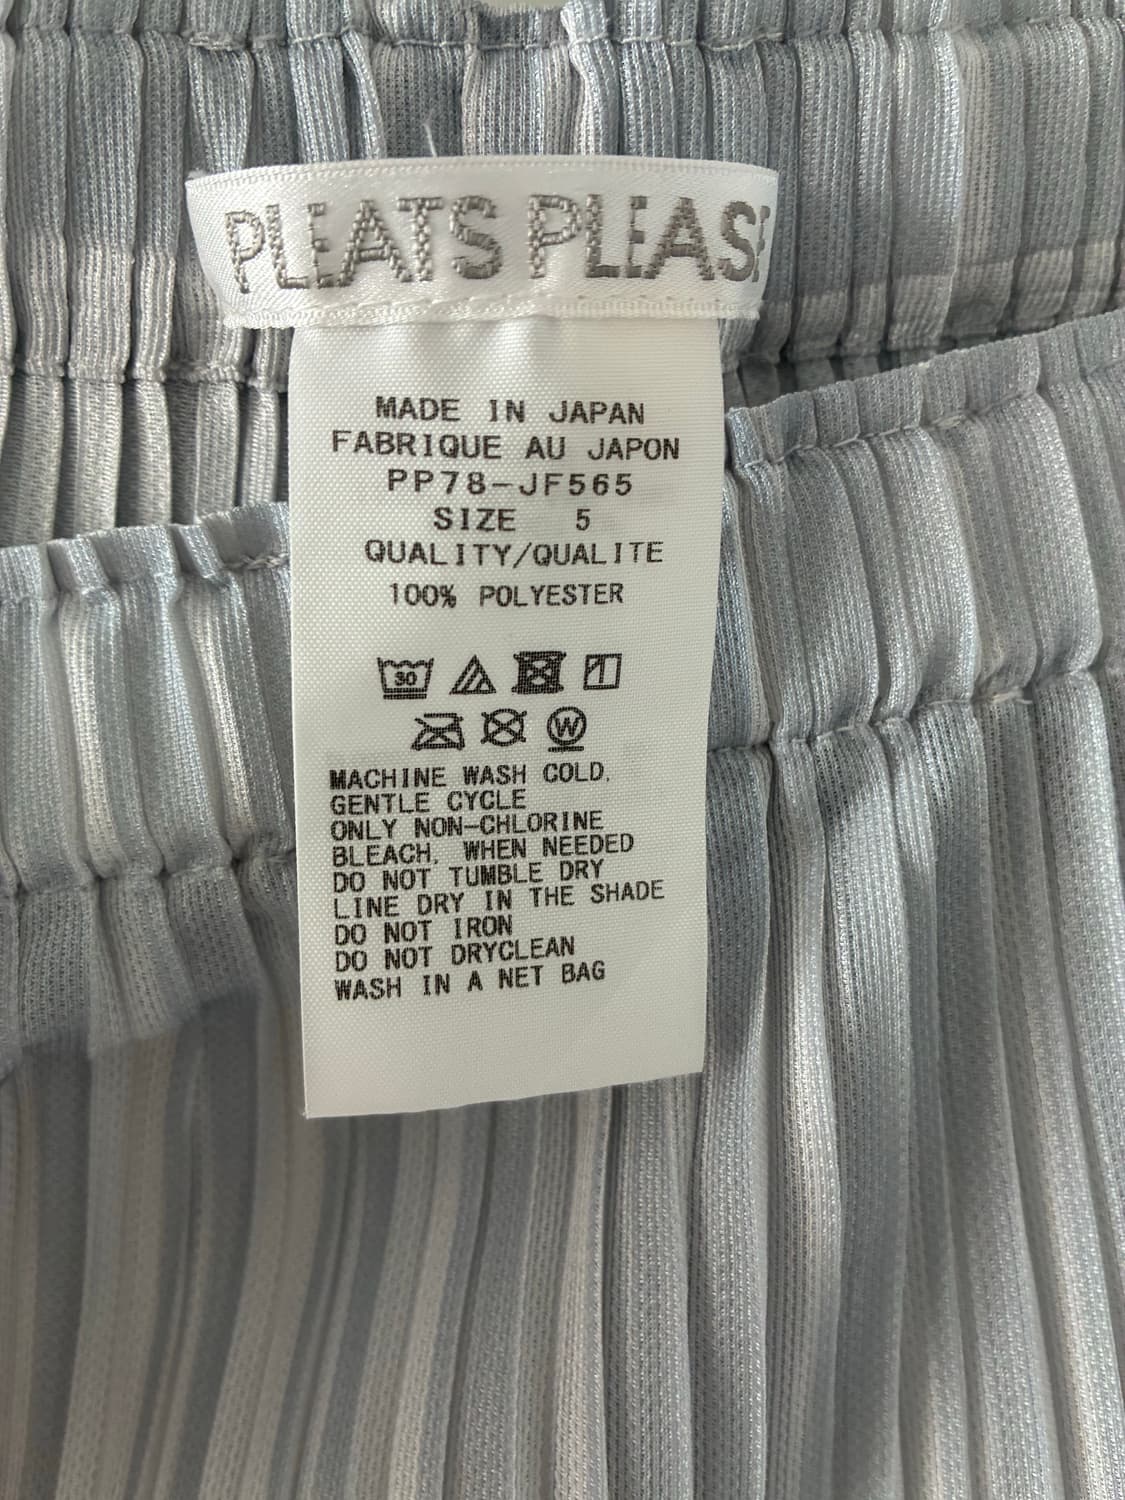 PLEATS PLEASE
MADE IN JAPAN
FABRIQUE AU JAPON
PP78-JF565
SIZE 5
QUALITY/QUALITE
100% POLYESTER
30
W
MACHINE WASH COLD.
GENTLE CYCLE
ONLY NON-CHLORINE
BLEACH. WHEN NEEDED
DO NOT TUMBLE DRY
LINE DRY IN THE SHADE
DO NOT IRON
DO NOT DRYCLEAN
WASH IN A NET BAG